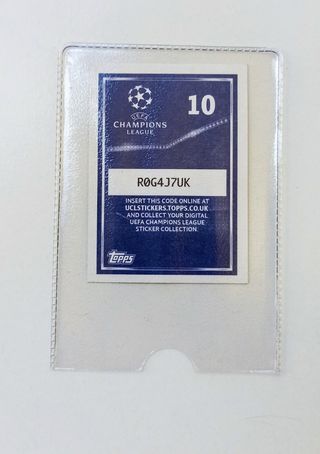 10
UEFA
CHAMPIONS
LEAGUE
R0G4J7UK
INSERT THIS CODE ONLINE AT
UCLSTICKERS.TOPPS.CO.UK
AND COLLECT YOUR DIGITAL
UEFA CHAMPIONS LEAGUE
STICKER COLLECTION.
topps